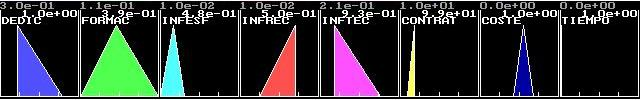 3.0e-01 1.1e-01 1.0e-02 1.0e-02 2.1e-01 1.0e+01 0.0e+00 0.0e+00
1.0e+00 3.9e-01 4.8e-01 5.0e-01 9.3e-01 9.9e+01 1.0e+00 1.0e+00
DEDIC FORMAC INFESP INFREC INFTEC CONTRAT COSTE TIEMPO